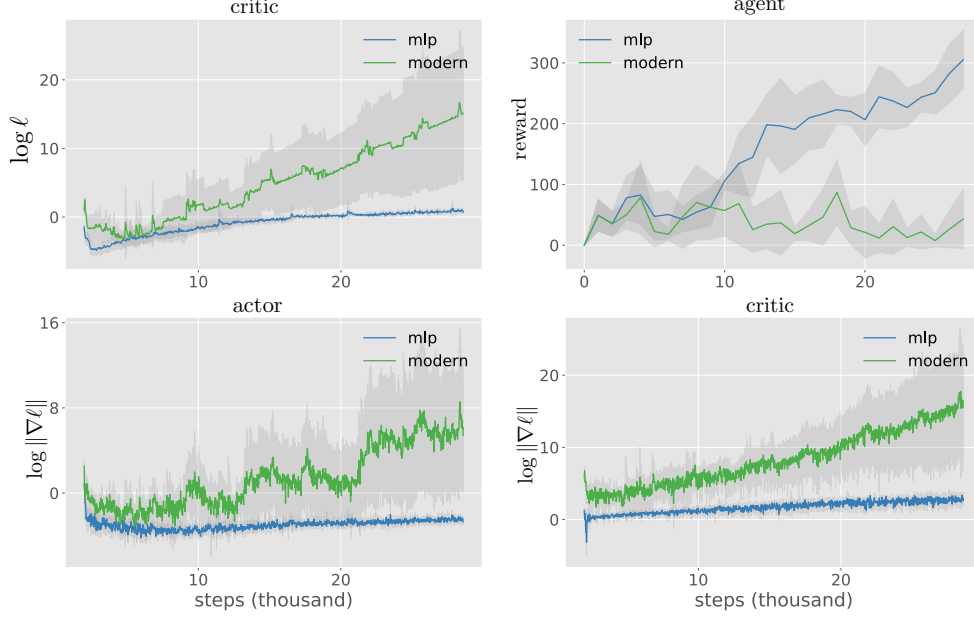 critic
mlp
modern
log ℓ
20
10
0
10
20
agent
mlp
modern
reward
300
200
100
0
0
10
20
actor
mlp
modern
log ‖∇ℓ‖
16
8
0
10
20
steps (thousand)
critic
mlp
modern
log ‖∇ℓ‖
20
10
0
10
20
steps (thousand)